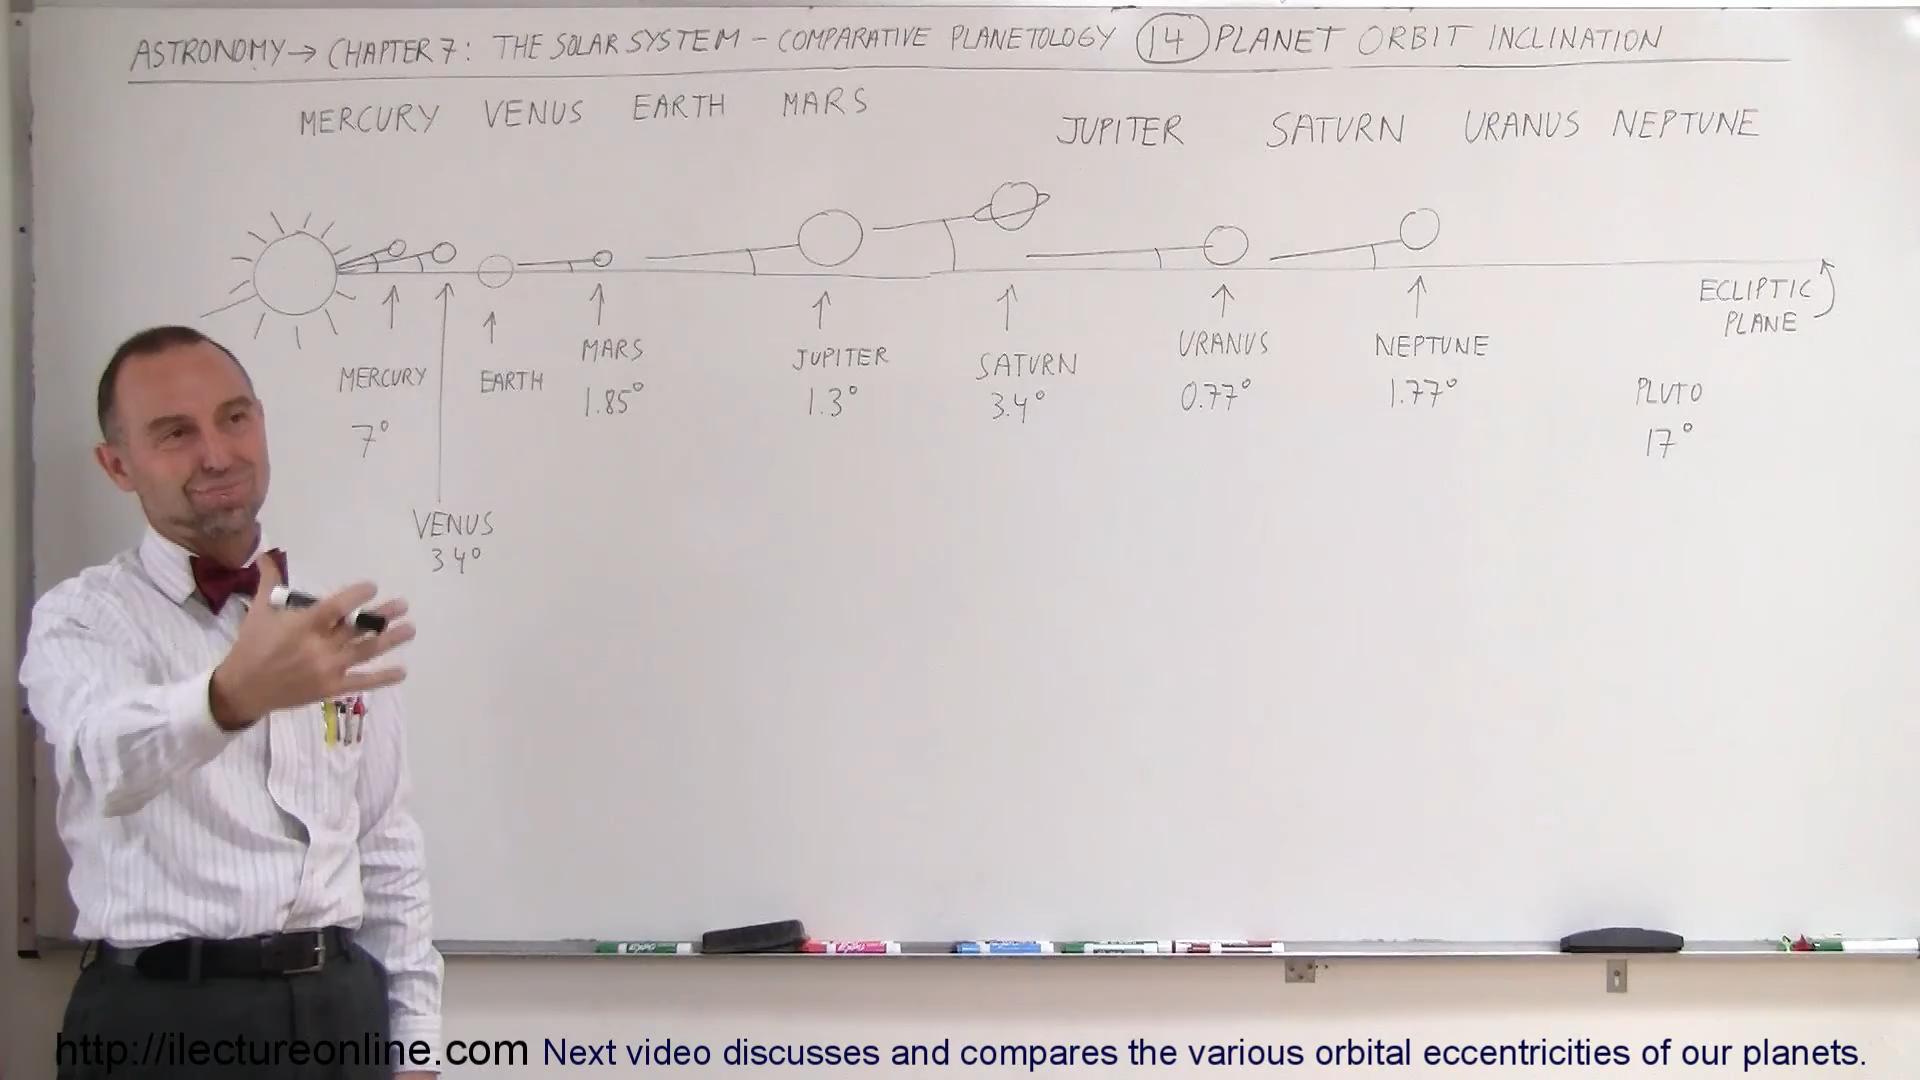 ASTRONOMY → CHAPTER 7: THE SOLAR SYSTEM - COMPARATIVE PLANETOLOGY 14 PLANET ORBIT INCLINATION
MERCURY VENUS EARTH MARS JUPITER SATURN URANUS NEPTUNE
ECLIPTIC
PLANE
MERCURY
7°
VENUS
3.4°
EARTH
MARS
1.85°
JUPITER
1.3°
SATURN
3.4°
URANUS
0.77°
NEPTUNE
1.77°
PLUTO
17°
http://ilectureonline.com Next video discusses and compares the various orbital eccentricities of our planets.